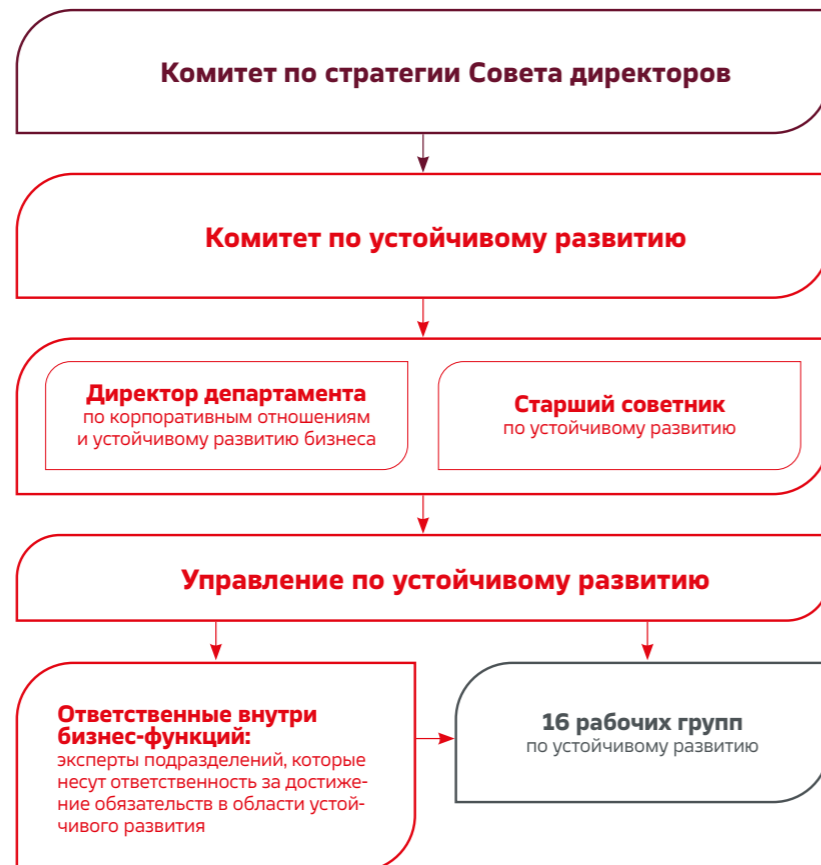 Комитет по стратегии Совета директоров
Комитет по устойчивому развитию
Директор департамента
по корпоративным отношениям
и устойчивому развитию бизнеса
Старший советник
по устойчивому развитию
Управление по устойчивому развитию
Ответственные внутри
бизнес-функций:
эксперты подразделений, которые
несут ответственность за достиже-
ние обязательств в области устой-
чивого развития
16 рабочих групп
по устойчивому развитию